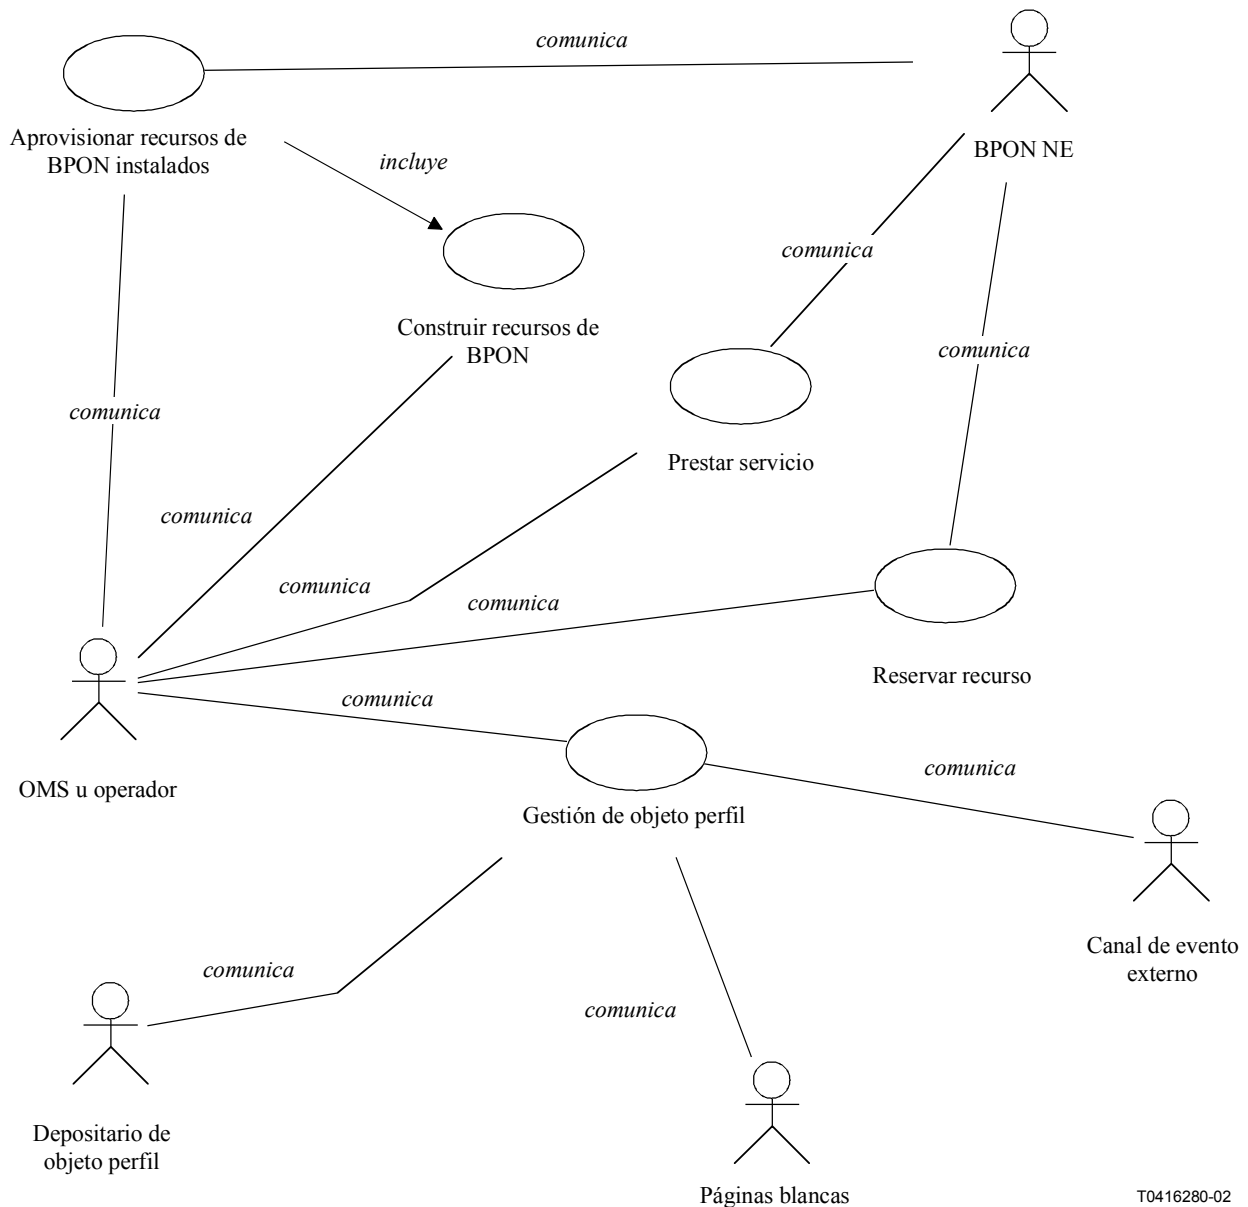 comunica
Aprovisionar recursos de
BPON instalados
BPON NE
incluye
comunica
Construir recursos de
BPON
comunica
comunica
Prestar servicio
comunica
comunica
comunica
Reservar recurso
comunica
OMS u operador
Gestión de objeto perfil
comunica
Canal de evento
externo
comunica
comunica
Depositario de
objeto perfil
Páginas blancas
T0416280-02